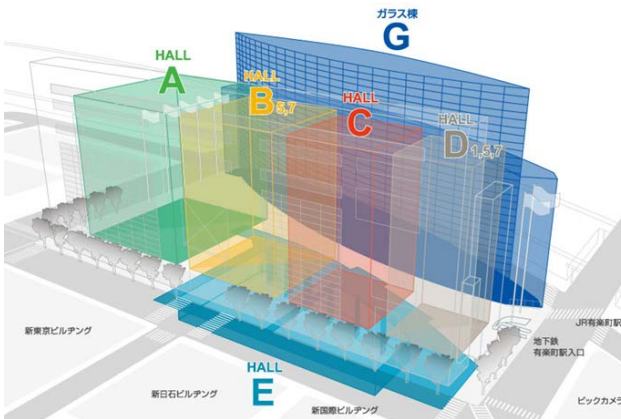 ガラス棟
G
HALL
A
HALL
B5,7
HALL
C
HALL
D1,5,7
JR有楽町駅
地下鉄
有楽町駅入口
新東京ビルヂング
新日石ビルヂング
HALL
E
新国際ビルヂング
ビックカメラ